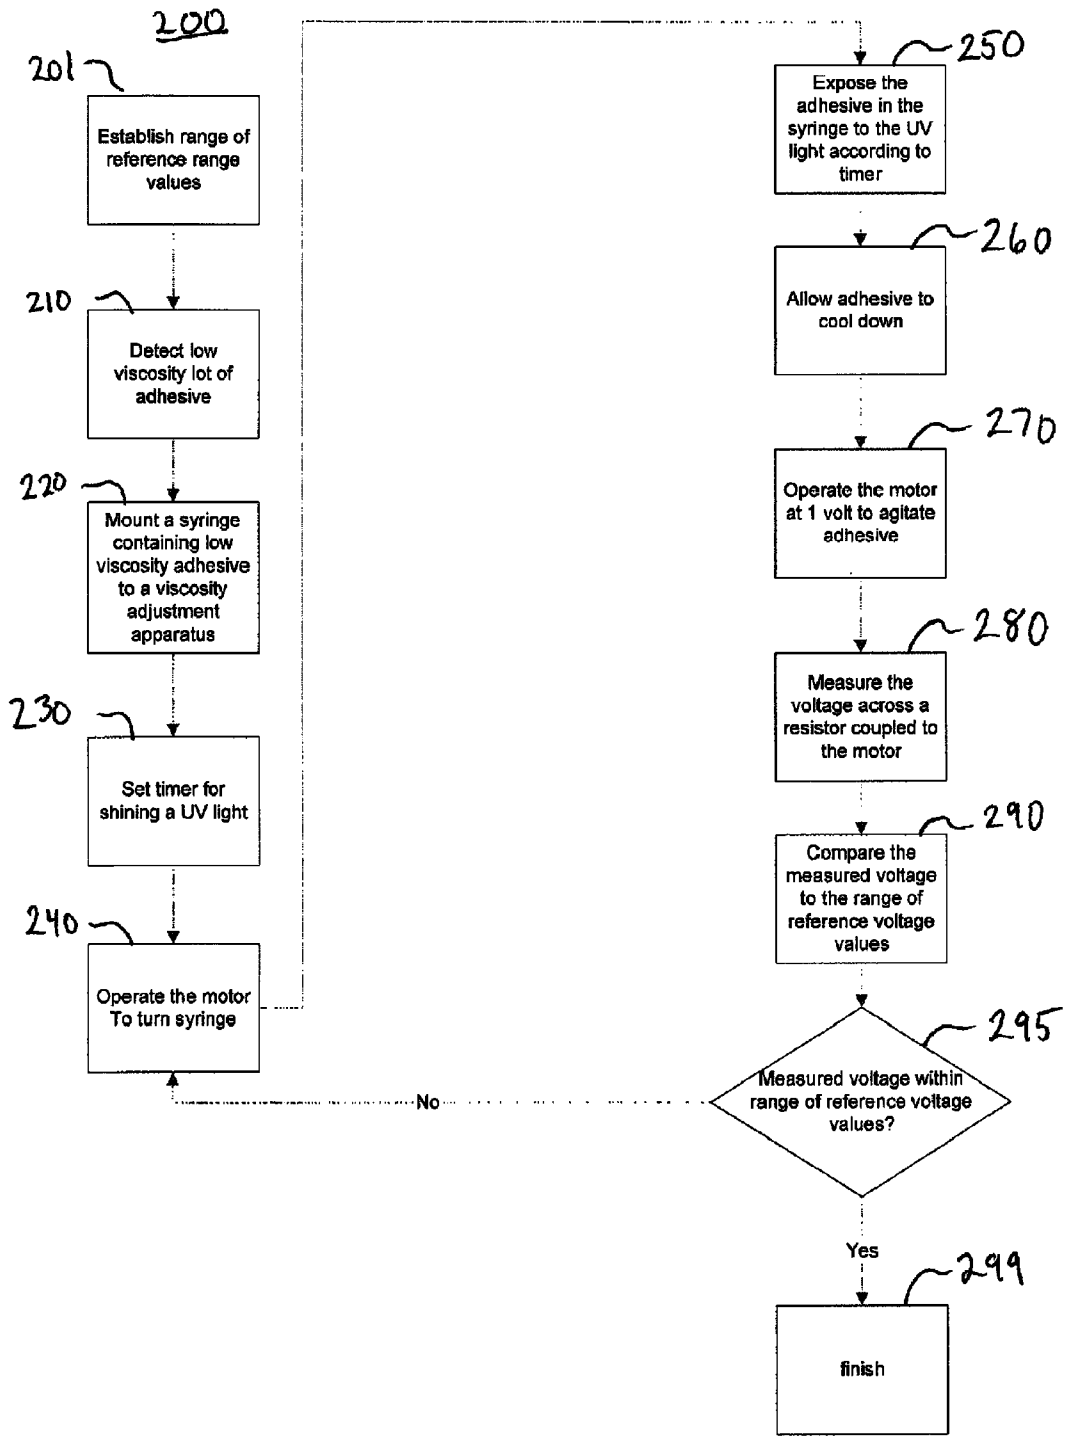 200
201
Establish range of
reference range
values
210
Detect low
viscosity lot of
adhesive
220
Mount a syringe
containing low
viscosity adhesive
to a viscosity
adjustment
apparatus
230
Set timer for
shining a UV light
240
Operate the motor
To turn syringe
250
Expose the
adhesive in the
syringe to the UV
light according to
timer
260
Allow adhesive to
cool down
270
Operate the motor
at 1 volt to agitate
adhesive
280
Measure the
voltage across a
resistor coupled to
the motor
290
Compare the
measured voltage
to the range of
reference voltage
values
295
Measured voltage within
range of reference voltage
values?
No
Yes
299
finish